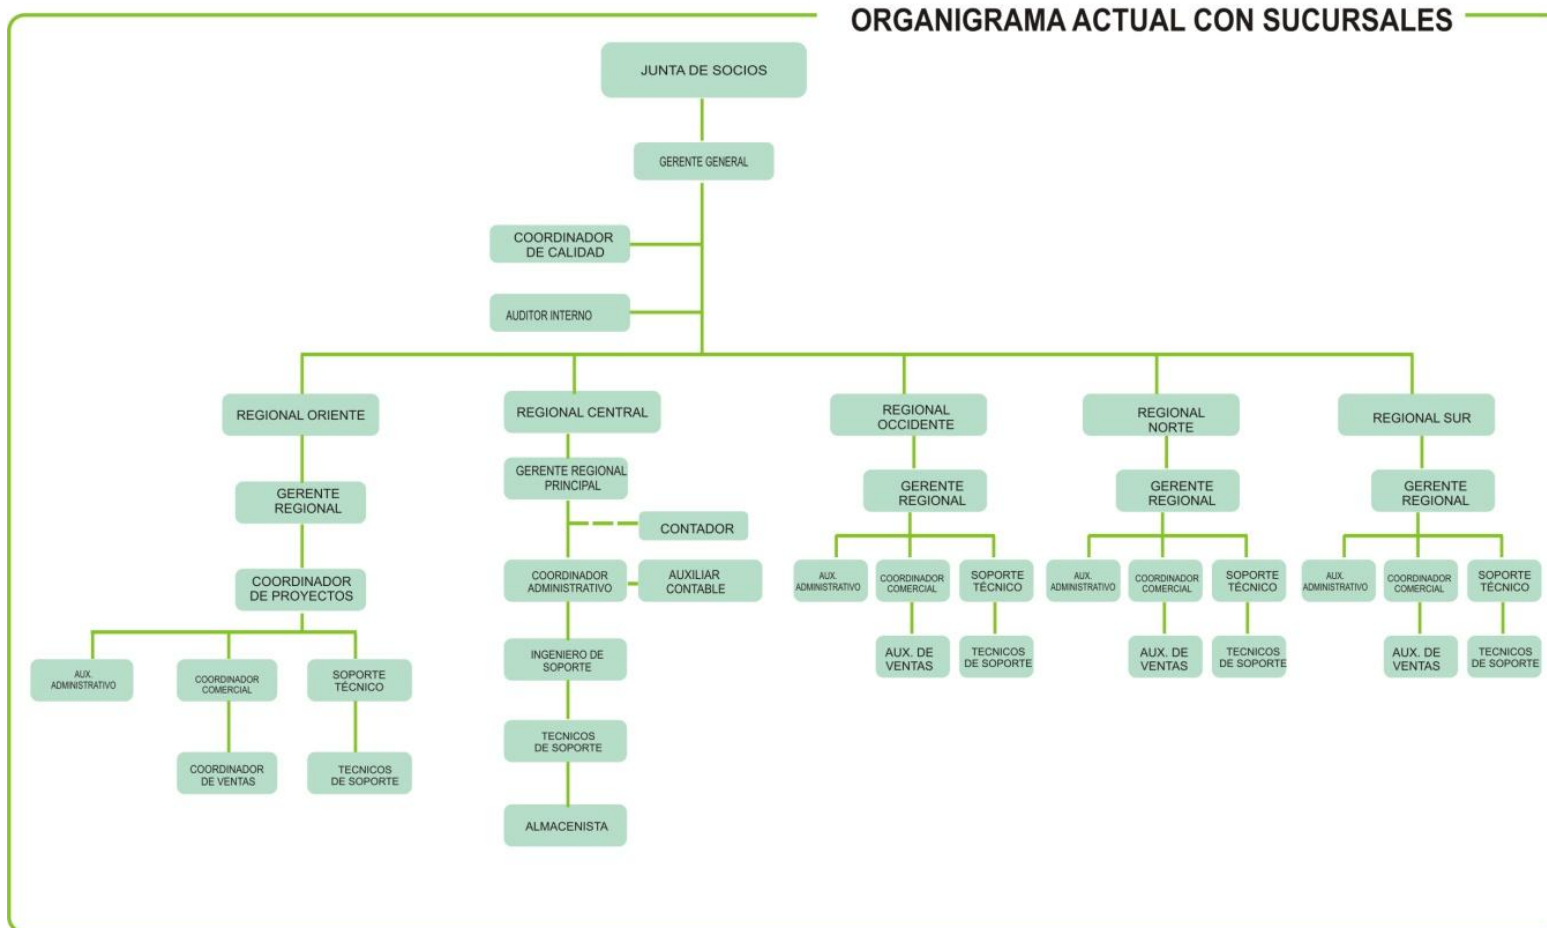 ORGANIGRAMA ACTUAL CON SUCURSALES
JUNTA DE SOCIOS
GERENTE GENERAL
COORDINADOR
DE CALIDAD
AUDITOR INTERNO
REGIONAL ORIENTE
GERENTE
REGIONAL
COORDINADOR
DE PROYECTOS
AUX.
ADMINISTRATIVO
COORDINADOR
COMERCIAL
SOPORTE
TÉCNICO
COORDINADOR
DE VENTAS
TECNICOS
DE SOPORTE
REGIONAL CENTRAL
GERENTE REGIONAL
PRINCIPAL
CONTADOR
COORDINADOR
ADMINISTRATIVO
AUXILIAR
CONTABLE
INGENIERO DE
SOPORTE
TECNICOS
DE SOPORTE
ALMACENISTA
REGIONAL
OCCIDENTE
GERENTE
REGIONAL
AUX.
ADMINISTRATIVO
COORDINADOR
COMERCIAL
SOPORTE
TÉCNICO
AUX. DE
VENTAS
TECNICOS
DE SOPORTE
REGIONAL
NORTE
GERENTE
REGIONAL
AUX.
ADMINISTRATIVO
COORDINADOR
COMERCIAL
SOPORTE
TÉCNICO
AUX. DE
VENTAS
TECNICOS
DE SOPORTE
REGIONAL SUR
GERENTE
REGIONAL
AUX.
ADMINISTRATIVO
COORDINADOR
COMERCIAL
SOPORTE
TÉCNICO
AUX. DE
VENTAS
TECNICOS
DE SOPORTE